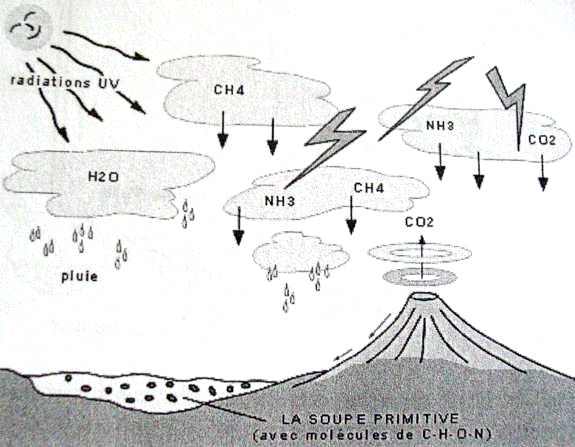 radiations UV
CH4
NH3
CO2
H2O
NH3
CH4
CO2
pluie
LA SOUPE PRIMITIVE
(avec molécules de C-H-O-N)